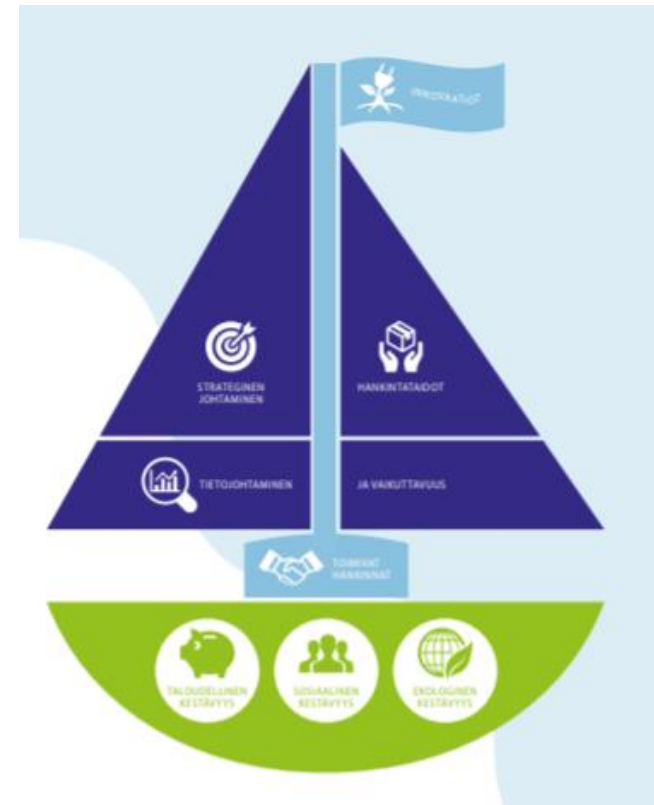 INNOVAATIOT
STRATEGINEN
JOHTAMINEN
HANKINTATAIDOT
TIETOJOHTAMINEN
JA VAIKUTTAVUUS
TOIMIVAT
HANKINNAT
TALOUDELLINEN
KESTÄVYYS
SOSIAALINEN
KESTÄVYYS
EKOLOGINEN
KESTÄVYYS